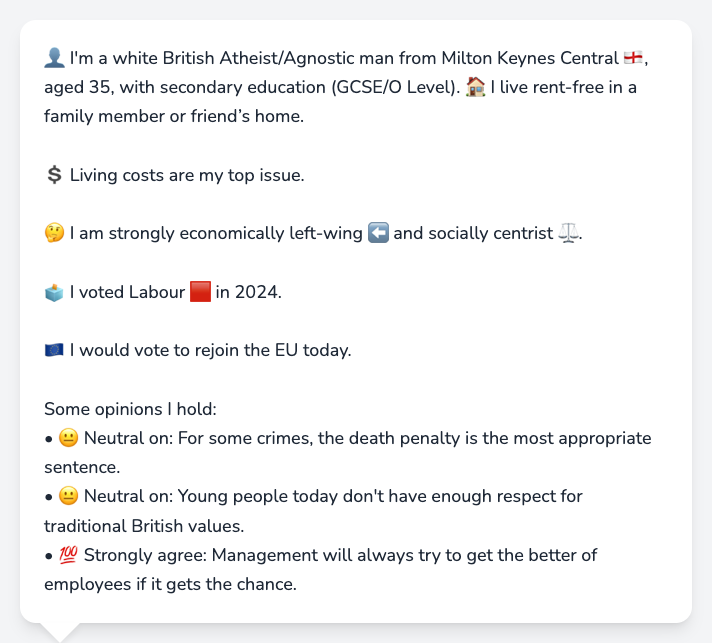 👤 I'm a white British Atheist/Agnostic man from Milton Keynes Central 🏴󠁧󠁢󠁥󠁮󠁧󠁿,
aged 35, with secondary education (GCSE/O Level). 🏠 I live rent-free in a
family member or friend’s home.
💲 Living costs are my top issue.
🤔 I am strongly economically left-wing ⬅️ and socially centrist ⚖️.
🗳️ I voted Labour 🟥 in 2024.
🇪🇺 I would vote to rejoin the EU today.
Some opinions I hold:
• 😐 Neutral on: For some crimes, the death penalty is the most appropriate
sentence.
• 😐 Neutral on: Young people today don't have enough respect for
traditional British values.
• 💯 Strongly agree: Management will always try to get the better of
employees if it gets the chance.